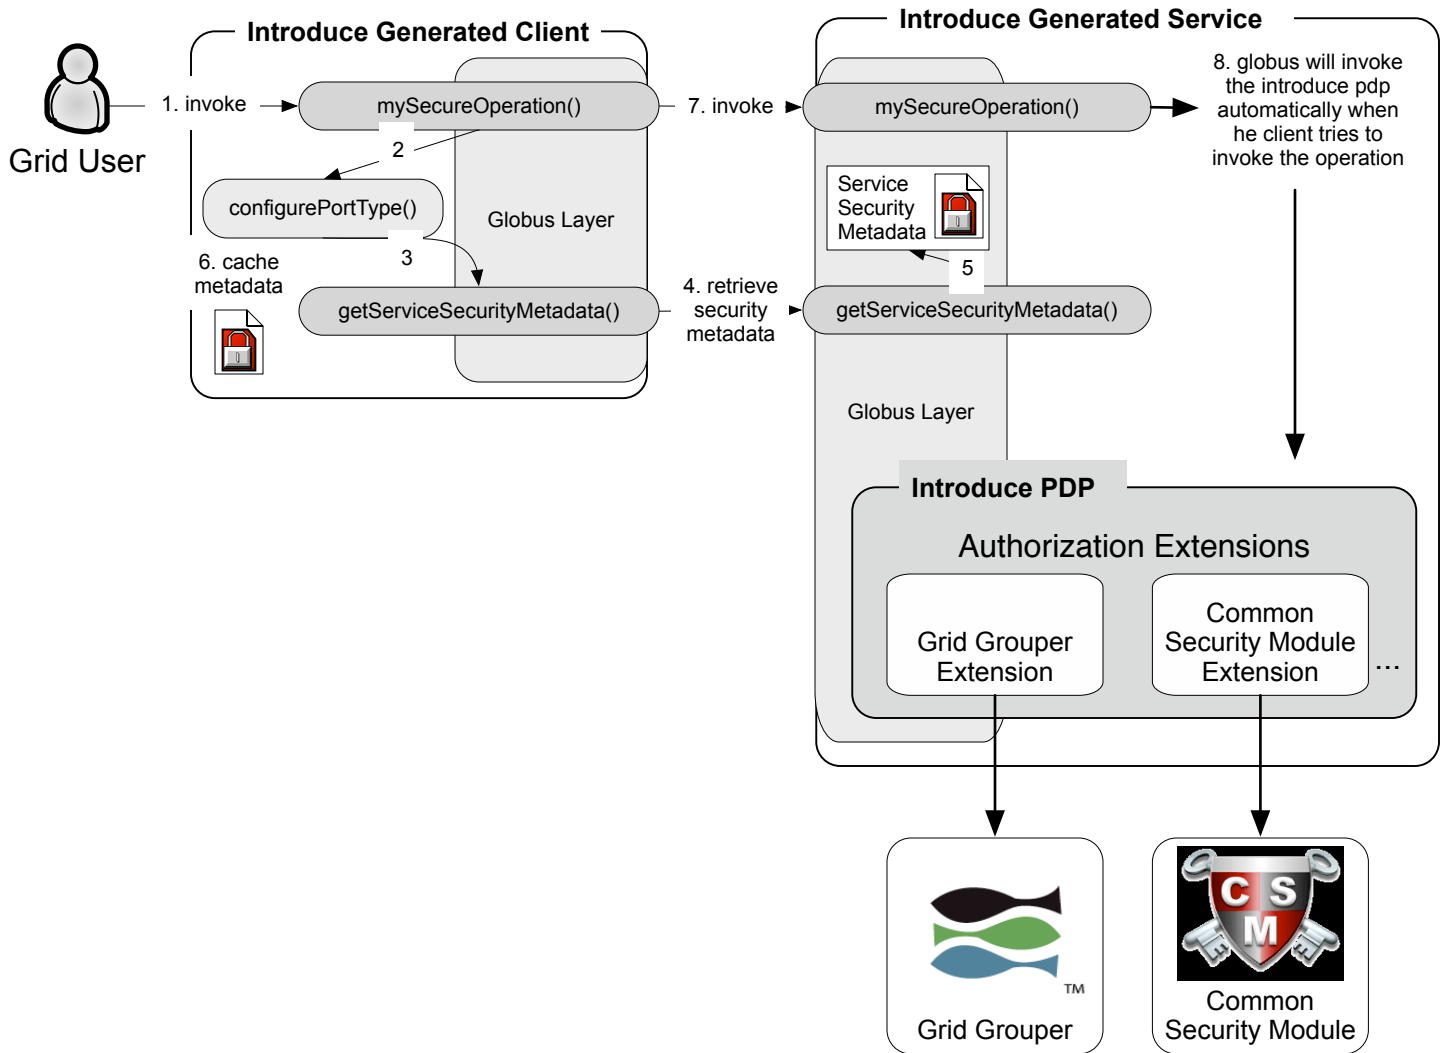 Introduce Generated Client
Introduce Generated Service
Grid User
1. invoke
mySecureOperation()
7. invoke
mySecureOperation()
8. globus will invoke
the introduce pdp
automatically when
he client tries to
invoke the operation
2
configurePortType()
Globus Layer
3
6. cache
metadata
getServiceSecurityMetadata()
4. retrieve
security
metadata
Service
Security
Metadata
5
getServiceSecurityMetadata()
Globus Layer
Introduce PDP
Authorization Extensions
Grid Grouper
Extension
Common
Security Module
Extension
...
TM
Grid Grouper
C S
M
Common
Security Module